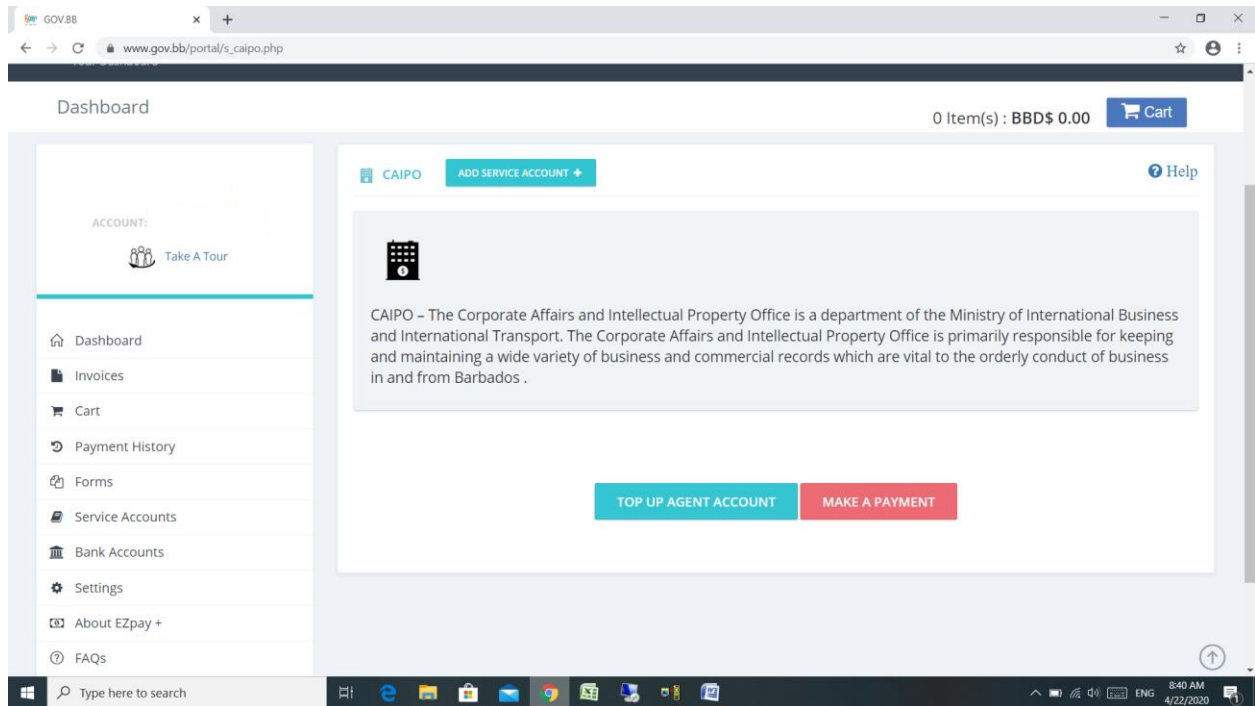 GOV.BB
www.gov.bb/portal/s_caipo.php
Your Dashboard
Dashboard
0 Item(s) : BBD$ 0.00
Cart
ACCOUNT:
Take A Tour
Dashboard
Invoices
Cart
Payment History
Forms
Service Accounts
Bank Accounts
Settings
About EZpay +
FAQs
CAIPO
ADD SERVICE ACCOUNT +
Help
CAIPO – The Corporate Affairs and Intellectual Property Office is a department of the Ministry of International Business
and International Transport. The Corporate Affairs and Intellectual Property Office is primarily responsible for keeping
and maintaining a wide variety of business and commercial records which are vital to the orderly conduct of business
in and from Barbados .
TOP UP AGENT ACCOUNT
MAKE A PAYMENT
Type here to search
ENG
8:40 AM
4/22/2020